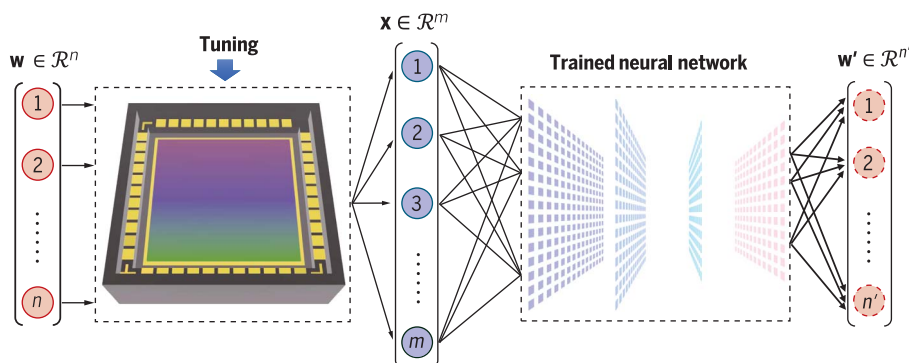 w ∈ ℛⁿ
Tuning
x ∈ ℛᵐ
Trained neural network
w′ ∈ ℛⁿ′
1
2
n
1
2
3
m
1
2
n′